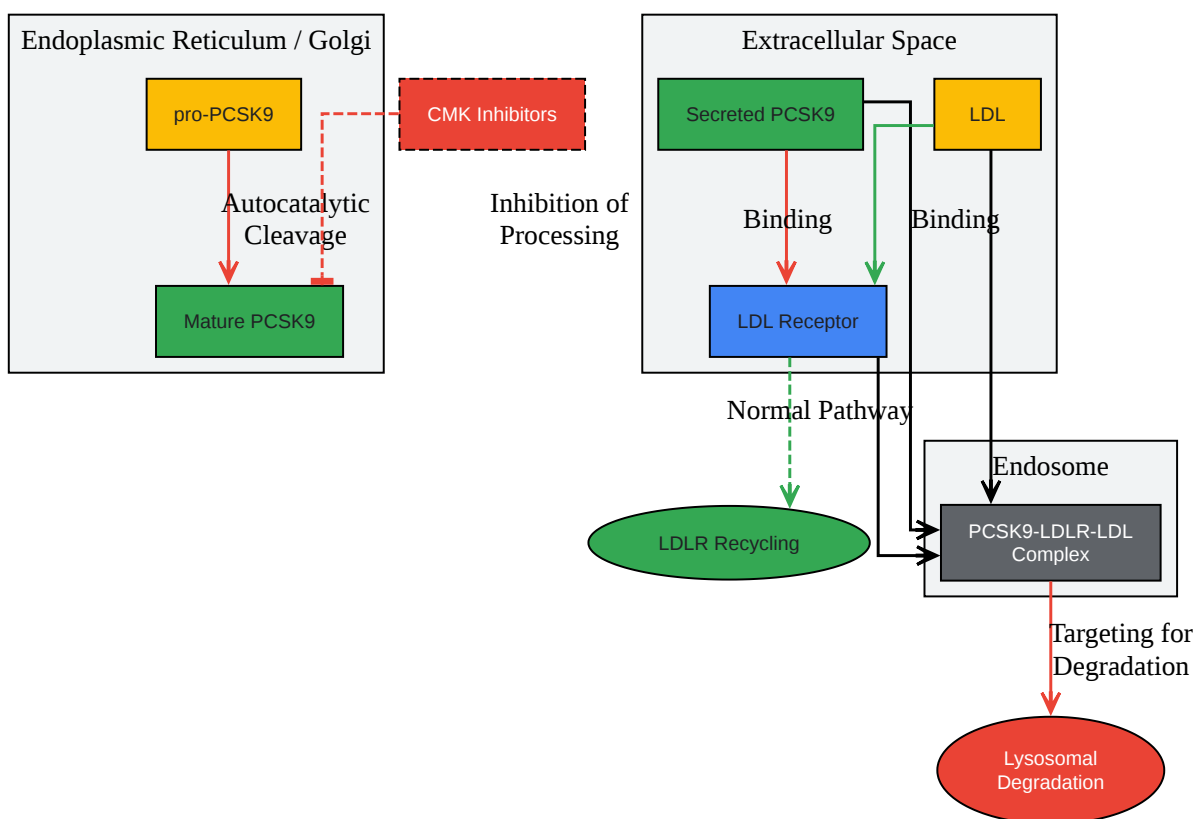 Endoplasmic Reticulum / Golgi
Extracellular Space
pro-PCSK9
CMK Inhibitors
Secreted PCSK9
LDL
Autocatalytic
Cleavage
Inhibition of
Processing
Binding
Binding
Mature PCSK9
LDL Receptor
Normal Pathway
Endosome
LDLR Recycling
PCSK9-LDLR-LDL
Complex
Targeting for
Degradation
Lysosomal
Degradation